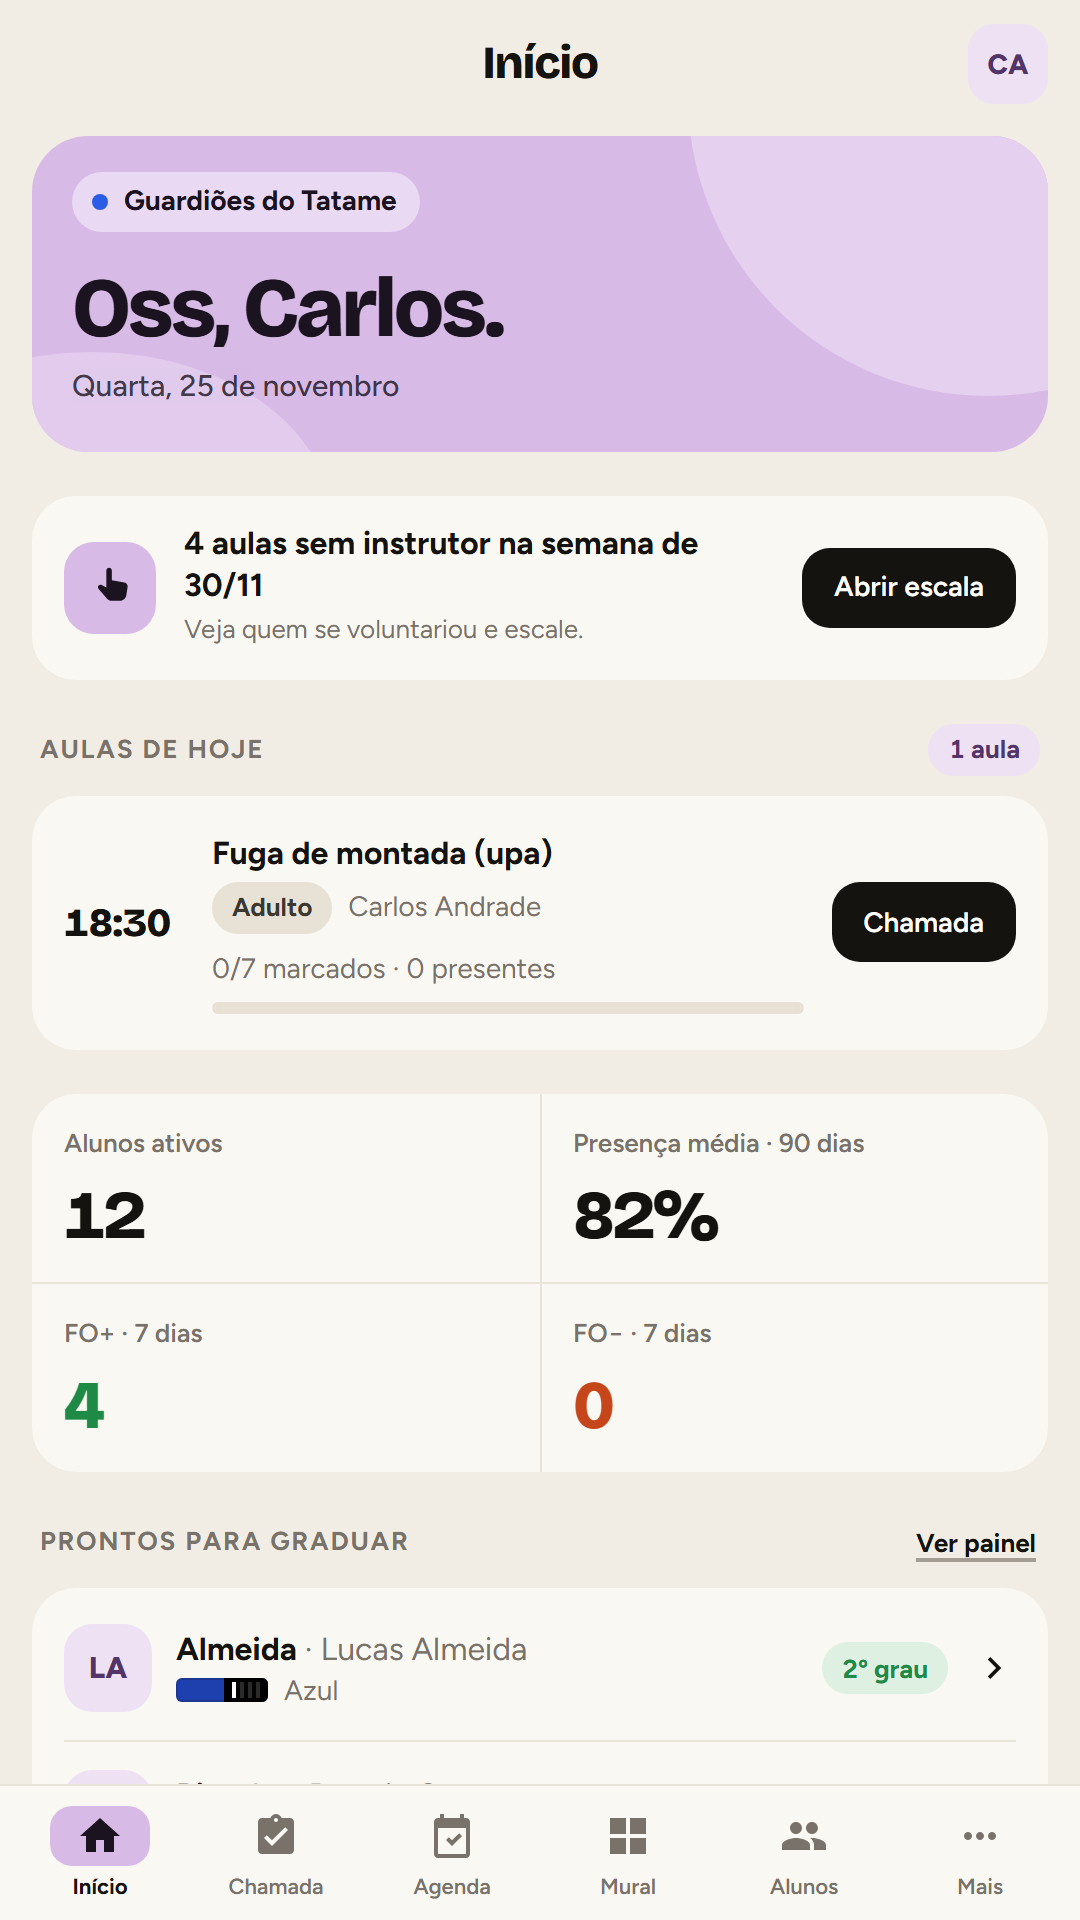 Início
CA
Guardiões do Tatame
Oss, Carlos.
Quarta, 25 de novembro
4 aulas sem instrutor na semana de
30/11
Veja quem se voluntariou e escale.
Abrir escala
AULAS DE HOJE
1 aula
18:30
Fuga de montada (upa)
Adulto
Carlos Andrade
0/7 marcados · 0 presentes
Chamada
Alunos ativos
12
Presença média · 90 dias
82%
FO+ · 7 dias
4
FO− · 7 dias
0
PRONTOS PARA GRADUAR
Ver painel
LA
Almeida · Lucas Almeida
Azul
2º grau
Início
Chamada
Agenda
Mural
Alunos
Mais